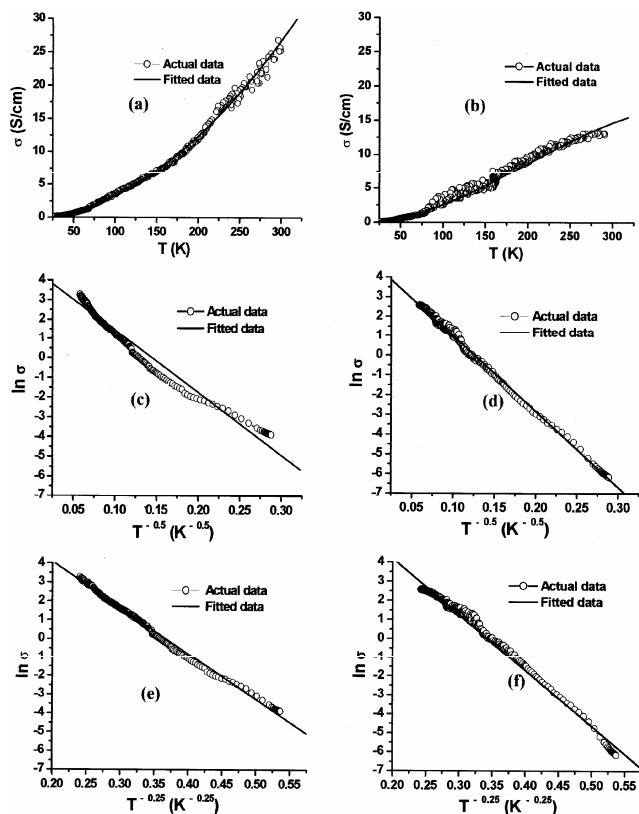 30
25
20
15
10
5
0
σ (S/cm)
Actual data
Fitted data
(a)
50 100 150 200 250 300
T (K)
30
25
20
15
10
5
0
σ (S/cm)
Actual data
Fitted data
(b)
50 100 150 200 250 300
T (K)
4
3
2
1
0
-1
-2
-3
-4
-5
-6
-7
ln σ
Actual data
Fitted data
(c)
0.05 0.10 0.15 0.20 0.25 0.30
T -0.5 (K -0.5)
4
3
2
1
0
-1
-2
-3
-4
-5
-6
-7
ln σ
Actual data
Fitted data
(d)
0.05 0.10 0.15 0.20 0.25 0.30
T -0.5 (K -0.5)
4
3
2
1
0
-1
-2
-3
-4
-5
-6
-7
ln σ
Actual data
Fitted data
(e)
0.20 0.25 0.30 0.35 0.40 0.45 0.50 0.55
T -0.25 (K -0.25)
4
3
2
1
0
-1
-2
-3
-4
-5
-6
-7
ln σ
Actual data
Fitted data
(f)
0.20 0.25 0.30 0.35 0.40 0.45 0.50 0.55
T -0.25 (K -0.25)